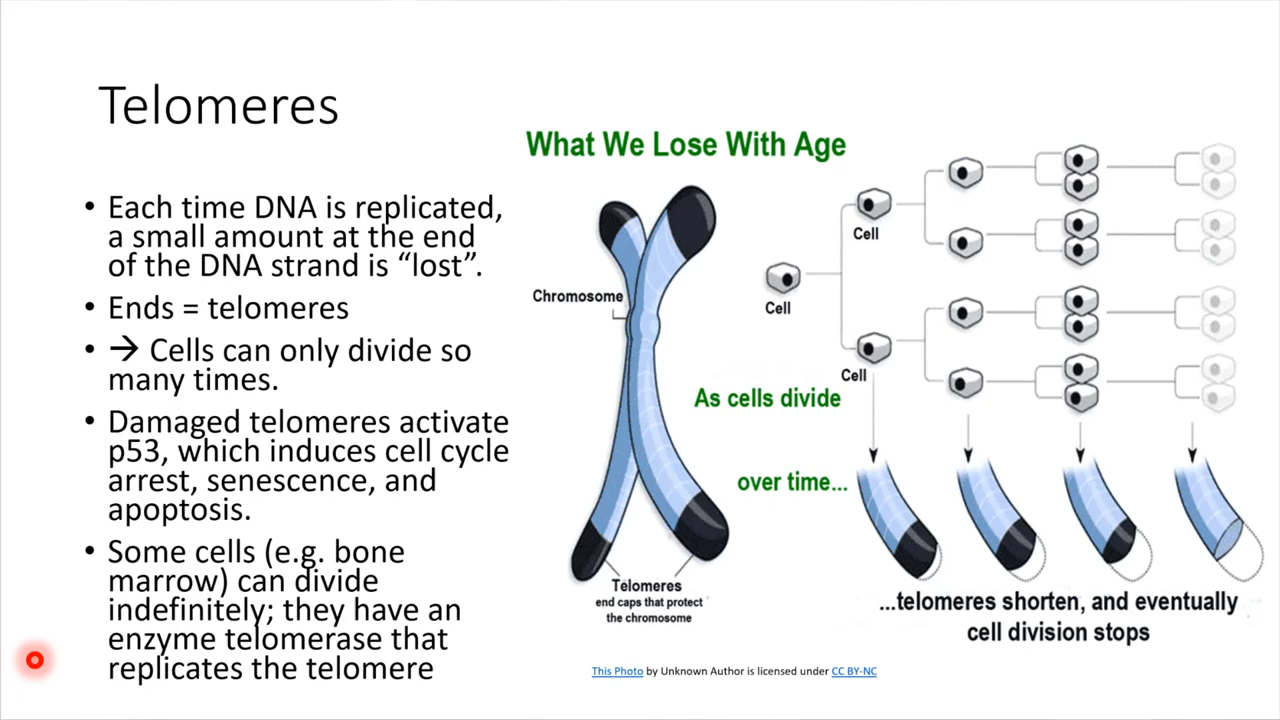 Telomeres
• Each time DNA is replicated,
a small amount at the end
of the DNA strand is “lost”.
• Ends = telomeres
• → Cells can only divide so
many times.
• Damaged telomeres activate
p53, which induces cell cycle
arrest, senescence, and
apoptosis.
• Some cells (e.g. bone
marrow) can divide
indefinitely; they have an
enzyme telomerase that
replicates the telomere
What We Lose With Age
Chromosome
Telomeres
end caps that protect
the chromosome
Cell
Cell
Cell
As cells divide
over time...
...telomeres shorten, and eventually
cell division stops
This Photo by Unknown Author is licensed under CC BY-NC